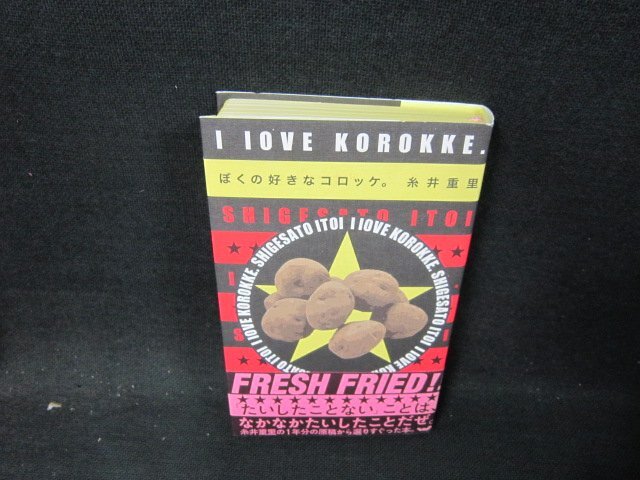 I lOVE KOROKKE.
ぼくの好きなコロッケ。 糸井重里
SHIGESATO ITOI
SHIGESATO ITOI I lOVE KOROKKE. SHIGESATO ITOI I lOVE
FRESH FRIED!
たいしたことない ことは、
なかなかたいしたことだぜ。
糸井重里の1年分の原稿から選りすぐった本。